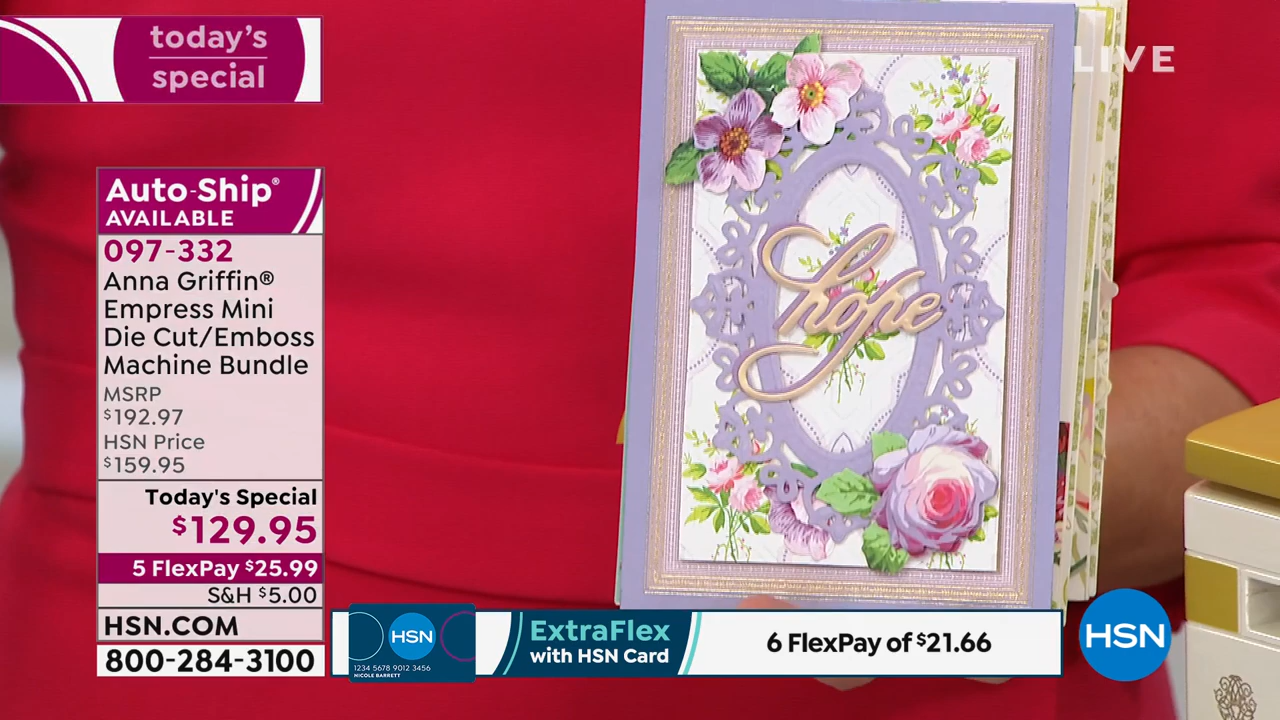 today's
special
LIVE
Auto-Ship®
AVAILABLE
097-332
Anna Griffin®
Empress Mini
Die Cut/Emboss
Machine Bundle
MSRP
$192.97
HSN Price
$159.95
Today's Special
$129.95
5 FlexPay $25.99
S&H $5.00
HSN.COM
800-284-3100
hope
HSN
1234 5678 9012 3456
NICOLE BARRETT
ExtraFlex
with HSN Card
6 FlexPay of $21.66
HSN